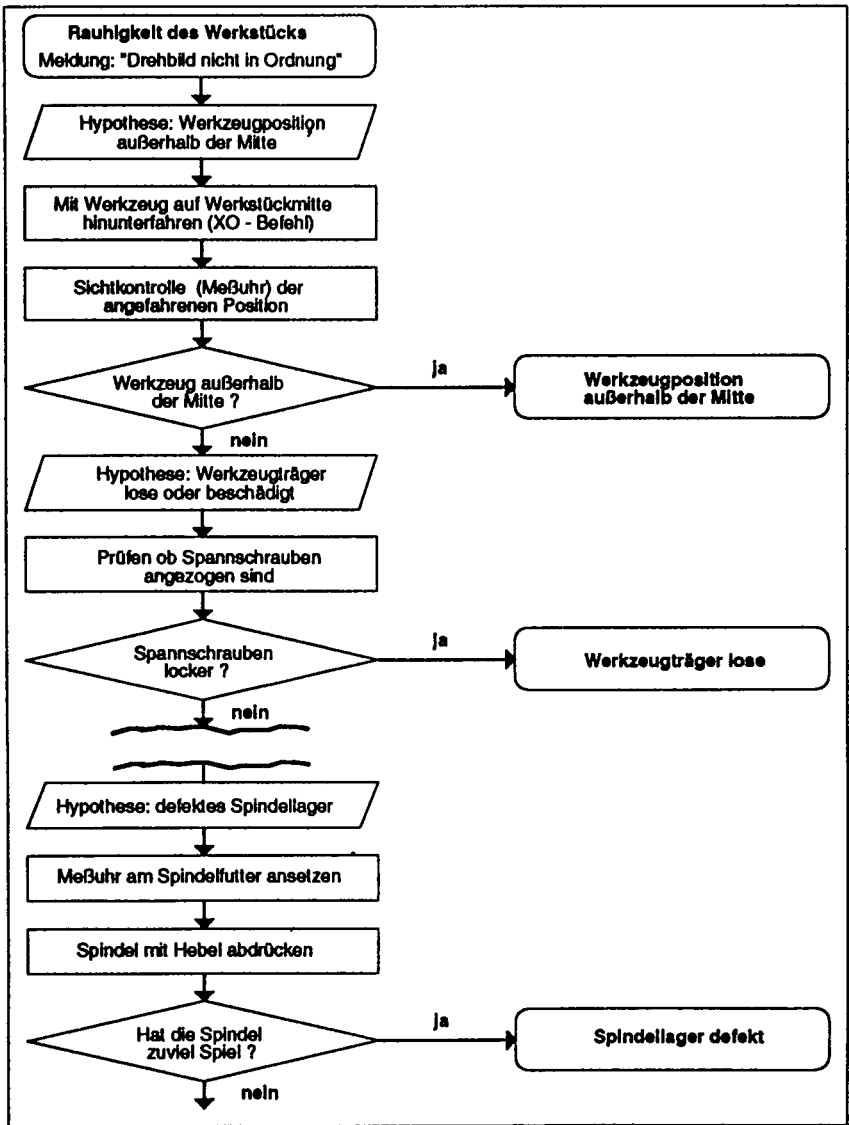 Rauhigkeit des Werkstücks
Meldung: "Drehbild nicht in Ordnung"
Hypothese: Werkzeugposition
außerhalb der Mitte
Mit Werkzeug auf Werkstückmitte
hinunterfahren (XO - Befehl)
Sichtkontrolle (Meßuhr) der
angefahrenen Position
Werkzeug außerhalb
der Mitte ?
ja
Werkzeugposition
außerhalb der Mitte
nein
Hypothese: Werkzeugträger
lose oder beschädigt
Prüfen ob Spannschrauben
angezogen sind
Spannschrauben
locker ?
ja
Werkzeugträger lose
nein
Hypothese: defektes Spindellager
Meßuhr am Spindelfutter ansetzen
Spindel mit Hebel abdrücken
Hat die Spindel
zuviel Spiel ?
ja
Spindellager defekt
nein